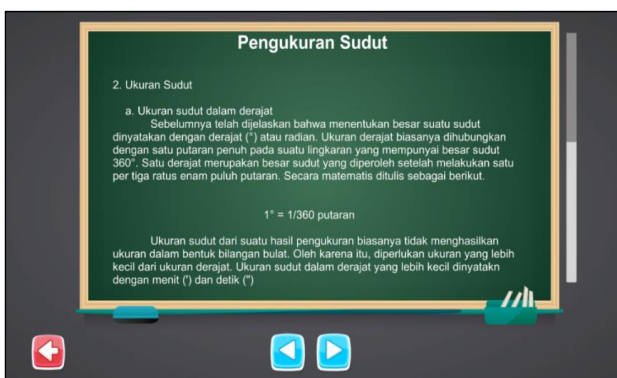 Pengukuran Sudut
2. Ukuran Sudut
a. Ukuran sudut dalam derajat
Sebelumnya telah dijelaskan bahwa menentukan besar suatu sudut
dinyatakan dengan derajat (°) atau radian. Ukuran derajat biasanya dihubungkan
dengan satu putaran penuh pada suatu lingkaran yang mempunyai besar sudut
360°. Satu derajat merupakan besar sudut yang diperoleh setelah melakukan satu
per tiga ratus enam puluh putaran. Secara matematis ditulis sebagai berikut.
1° = 1/360 putaran
Ukuran sudut dari suatu hasil pengukuran biasanya tidak menghasilkan
ukuran dalam bentuk bilangan bulat. Oleh karena itu, diperlukan ukuran yang lebih
kecil dari ukuran derajat. Ukuran sudut dalam derajat yang lebih kecil dinyatakn
dengan menit (') dan detik (")